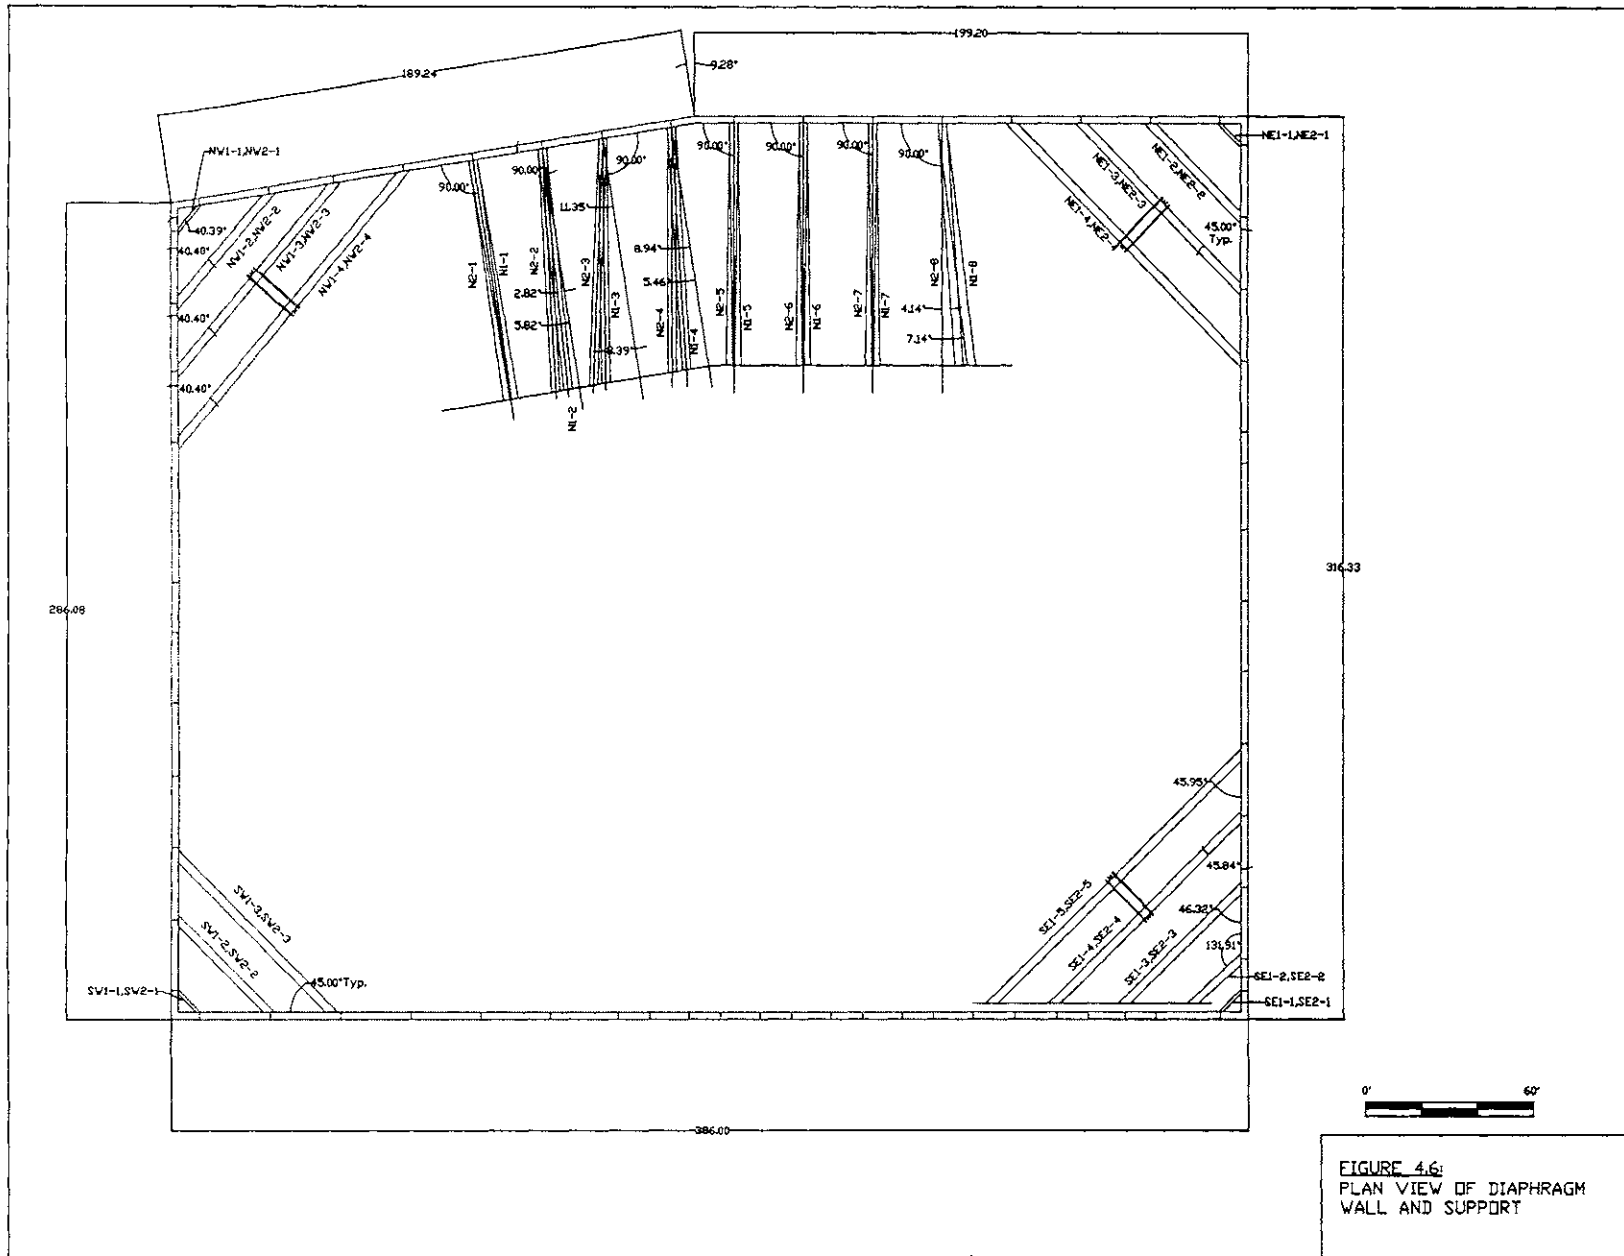 199.20
189.24
9.28°
NW1-1,NW2-1
NE1-1,NE2-1
90.00°
90.00°
90.00°
90.00°
90.00°
90.00°
90.00°
90.00°
NE1-2,NE2-2
NE1-3,NE2-3
45.00°
Typ.
40.39°
40.40°
40.40°
40.40°
NW1-2,NW2-2
NW1-3,NW2-3
NW1-4,NW2-4
11.35°
8.94°
5.46°
2.82°
5.82°
4.14°
7.14°
N2-1
N1-1
N2-2
N1-2
N2-3
N1-3
N2-4
N1-4
N2-5
N1-5
N2-6
N1-6
N2-7
N1-7
N2-8
N1-8
286.08
316.33
45.95°
45.84°
46.32°
131.91°
SE1-5,SE2-5
SE1-4,SE2-4
SE1-3,SE2-3
SE1-2,SE2-2
SE1-1,SE2-1
SW1-3,SW2-3
SW1-2,SW2-2
SW1-1,SW2-1
45.00°Typ.
386.00
0'
60'
FIGURE 4.6:
PLAN VIEW OF DIAPHRAGM
WALL AND SUPPORT